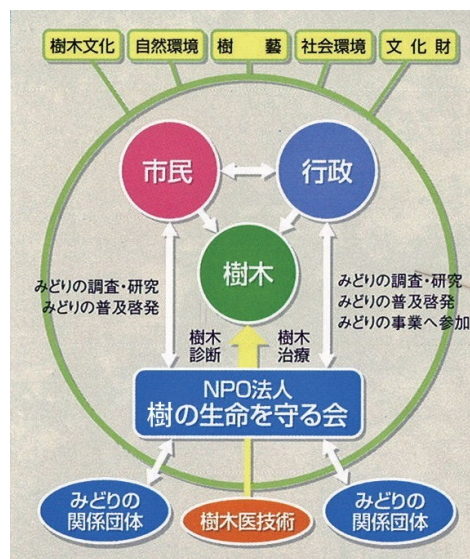 樹木文化
自然環境
樹藝
社会環境
文化財
市民
行政
樹木
みどりの調査・研究
みどりの普及啓発
みどりの調査・研究
みどりの普及啓発
みどりの事業へ参加
樹木
診断
樹木
治療
NPO法人
樹の生命を守る会
みどりの
関係団体
樹木医技術
みどりの
関係団体